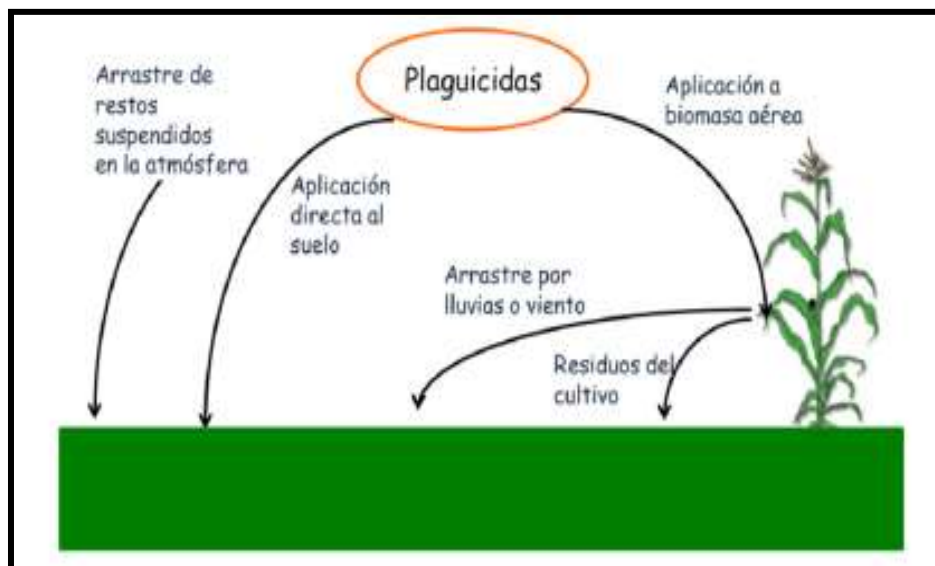 Plaguicidas
Arrastre de
restos
suspendidos
en la atmósfera
Aplicación
directa al
suelo
Aplicación a
biomasa aérea
Arrastre por
lluvias o viento
Residuos del
cultivo